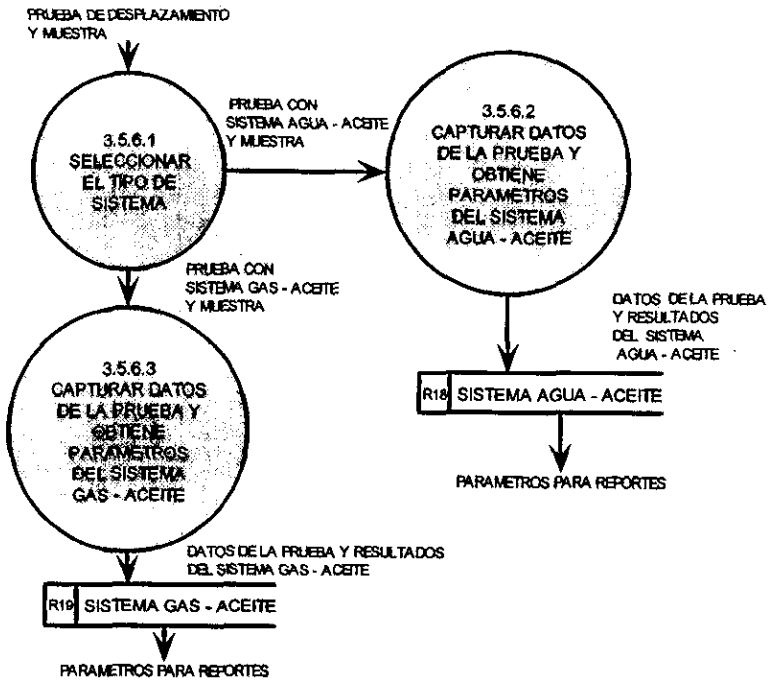 PRUEBA DE DESPLAZAMIENTO
Y MUESTRA
3.5.6.1
SELECCIONAR
EL TIPO DE
SISTEMA
PRUEBA CON
SISTEMA AGUA - ACEITE
Y MUESTRA
3.5.6.2
CAPTURAR DATOS
DE LA PRUEBA Y
OBTIENE
PARAMETROS
DEL SISTEMA
AGUA - ACEITE
PRUEBA CON
SISTEMA GAS - ACEITE
Y MUESTRA
DATOS DE LA PRUEBA
Y RESULTADOS
DEL SISTEMA
AGUA - ACEITE
3.5.6.3
CAPTURAR DATOS
DE LA PRUEBA Y
OBTIENE
PARAMETROS
DEL SISTEMA
GAS - ACEITE
R18 SISTEMA AGUA - ACEITE
PARAMETROS PARA REPORTES
DATOS DE LA PRUEBA Y RESULTADOS
DEL SISTEMA GAS - ACEITE
R19 SISTEMA GAS - ACEITE
PARAMETROS PARA REPORTES